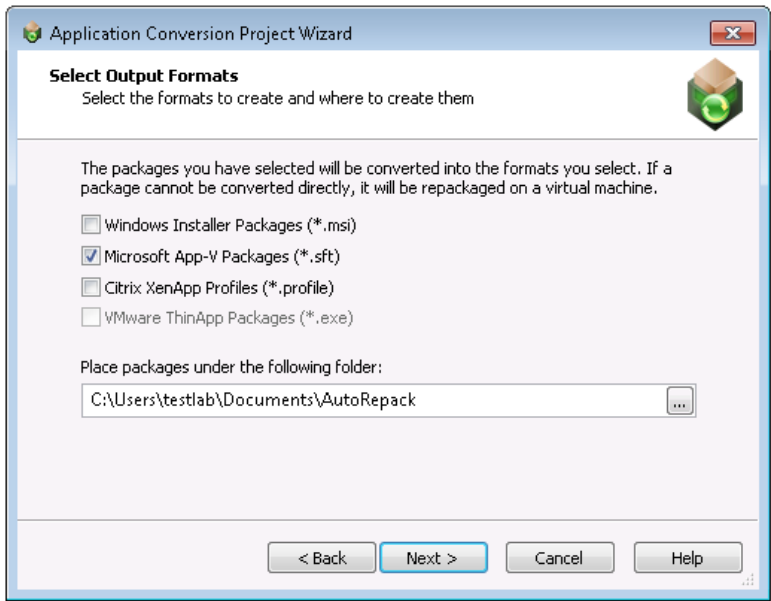 Application Conversion Project Wizard
Select Output Formats
Select the formats to create and where to create them
The packages you have selected will be converted into the formats you select. If a
package cannot be converted directly, it will be repackaged on a virtual machine.
Windows Installer Packages (*.msi)
Microsoft App-V Packages (*.sft)
Citrix XenApp Profiles (*.profile)
VMware ThinApp Packages (*.exe)
Place packages under the following folder:
C:\Users\testlab\Documents\AutoRepack
...
< Back Next > Cancel Help